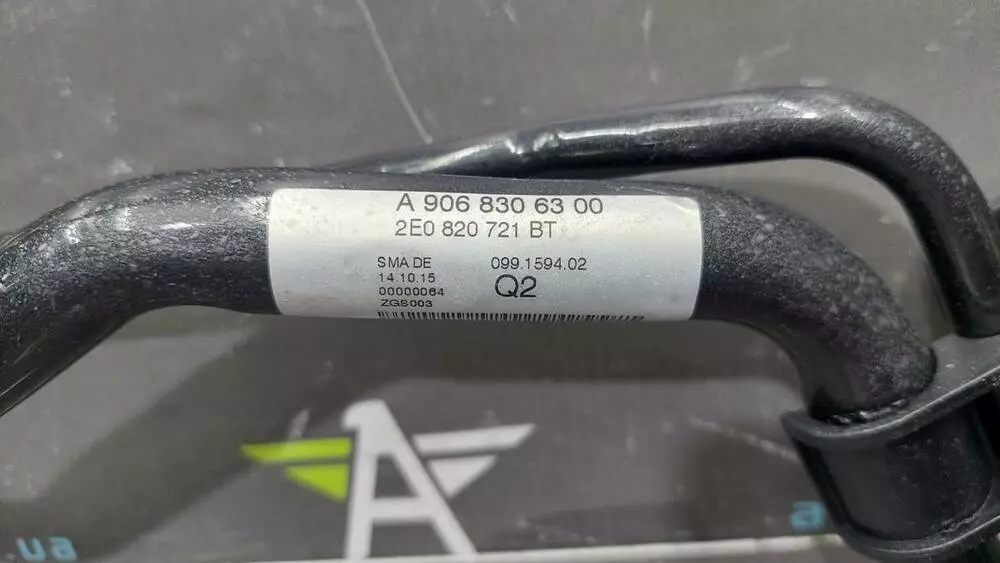 A 906 830 63 00
2E0 820 721 BT
SMA DE 099.1594.02
14.10.15 Q2
00000064
ZGS003
.ua
a